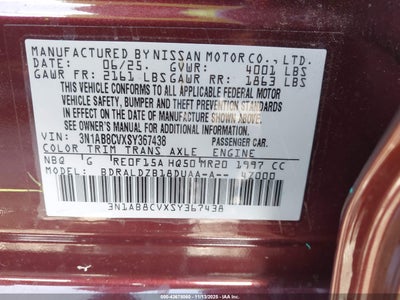 MANUFACTURED BY NISSAN MOTOR CO., LTD.
DATE: 06/25. GVWR: 4001 LBS
GAWR FR: 2161 LBS GAWR RR: 1863 LBS
THIS VEHICLE CONFORMS TO ALL APPLICABLE FEDERAL MOTOR
VEHICLE SAFETY, BUMPER AND THEFT PREVENTION STANDARDS
IN EFFECT ON THE DATE OF MANUFACTURE SHOWN ABOVE.
SEE OWNER'S MANUAL FOR ADDITIONAL INFORMATION.
VIN: 3N1AB8CVXSY367438 PASSENGER CAR.
COLOR TRIM TRANS AXLE ENGINE
NBQ G RE0F15A HQ50 MR20 1997 CC
MODEL: BDRALDZB18DUAA-A-- 4Z000
3N1AB8CVXSY367438